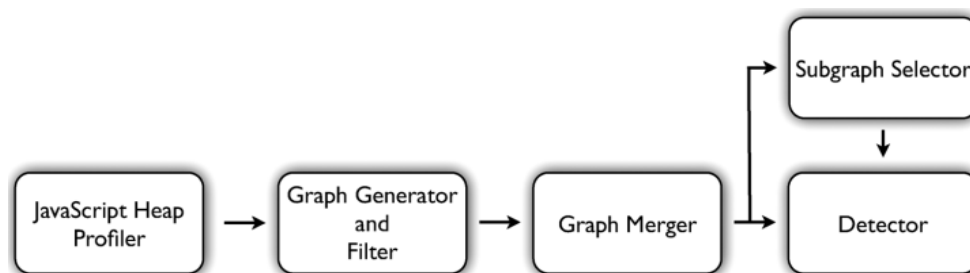 JavaScript Heap
Profiler
Graph Generator
and
Filter
Graph Merger
Subgraph Selector
Detector